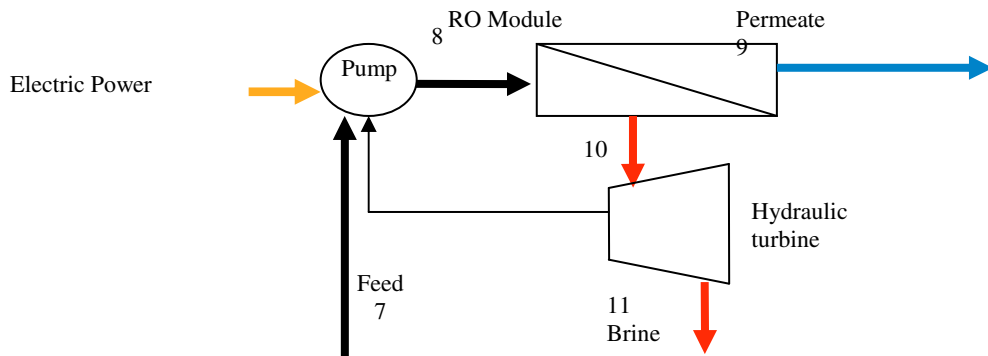 RO Module
8
Permeate
9
Pump
Electric Power
10
Hydraulic
turbine
Feed
7
11
Brine